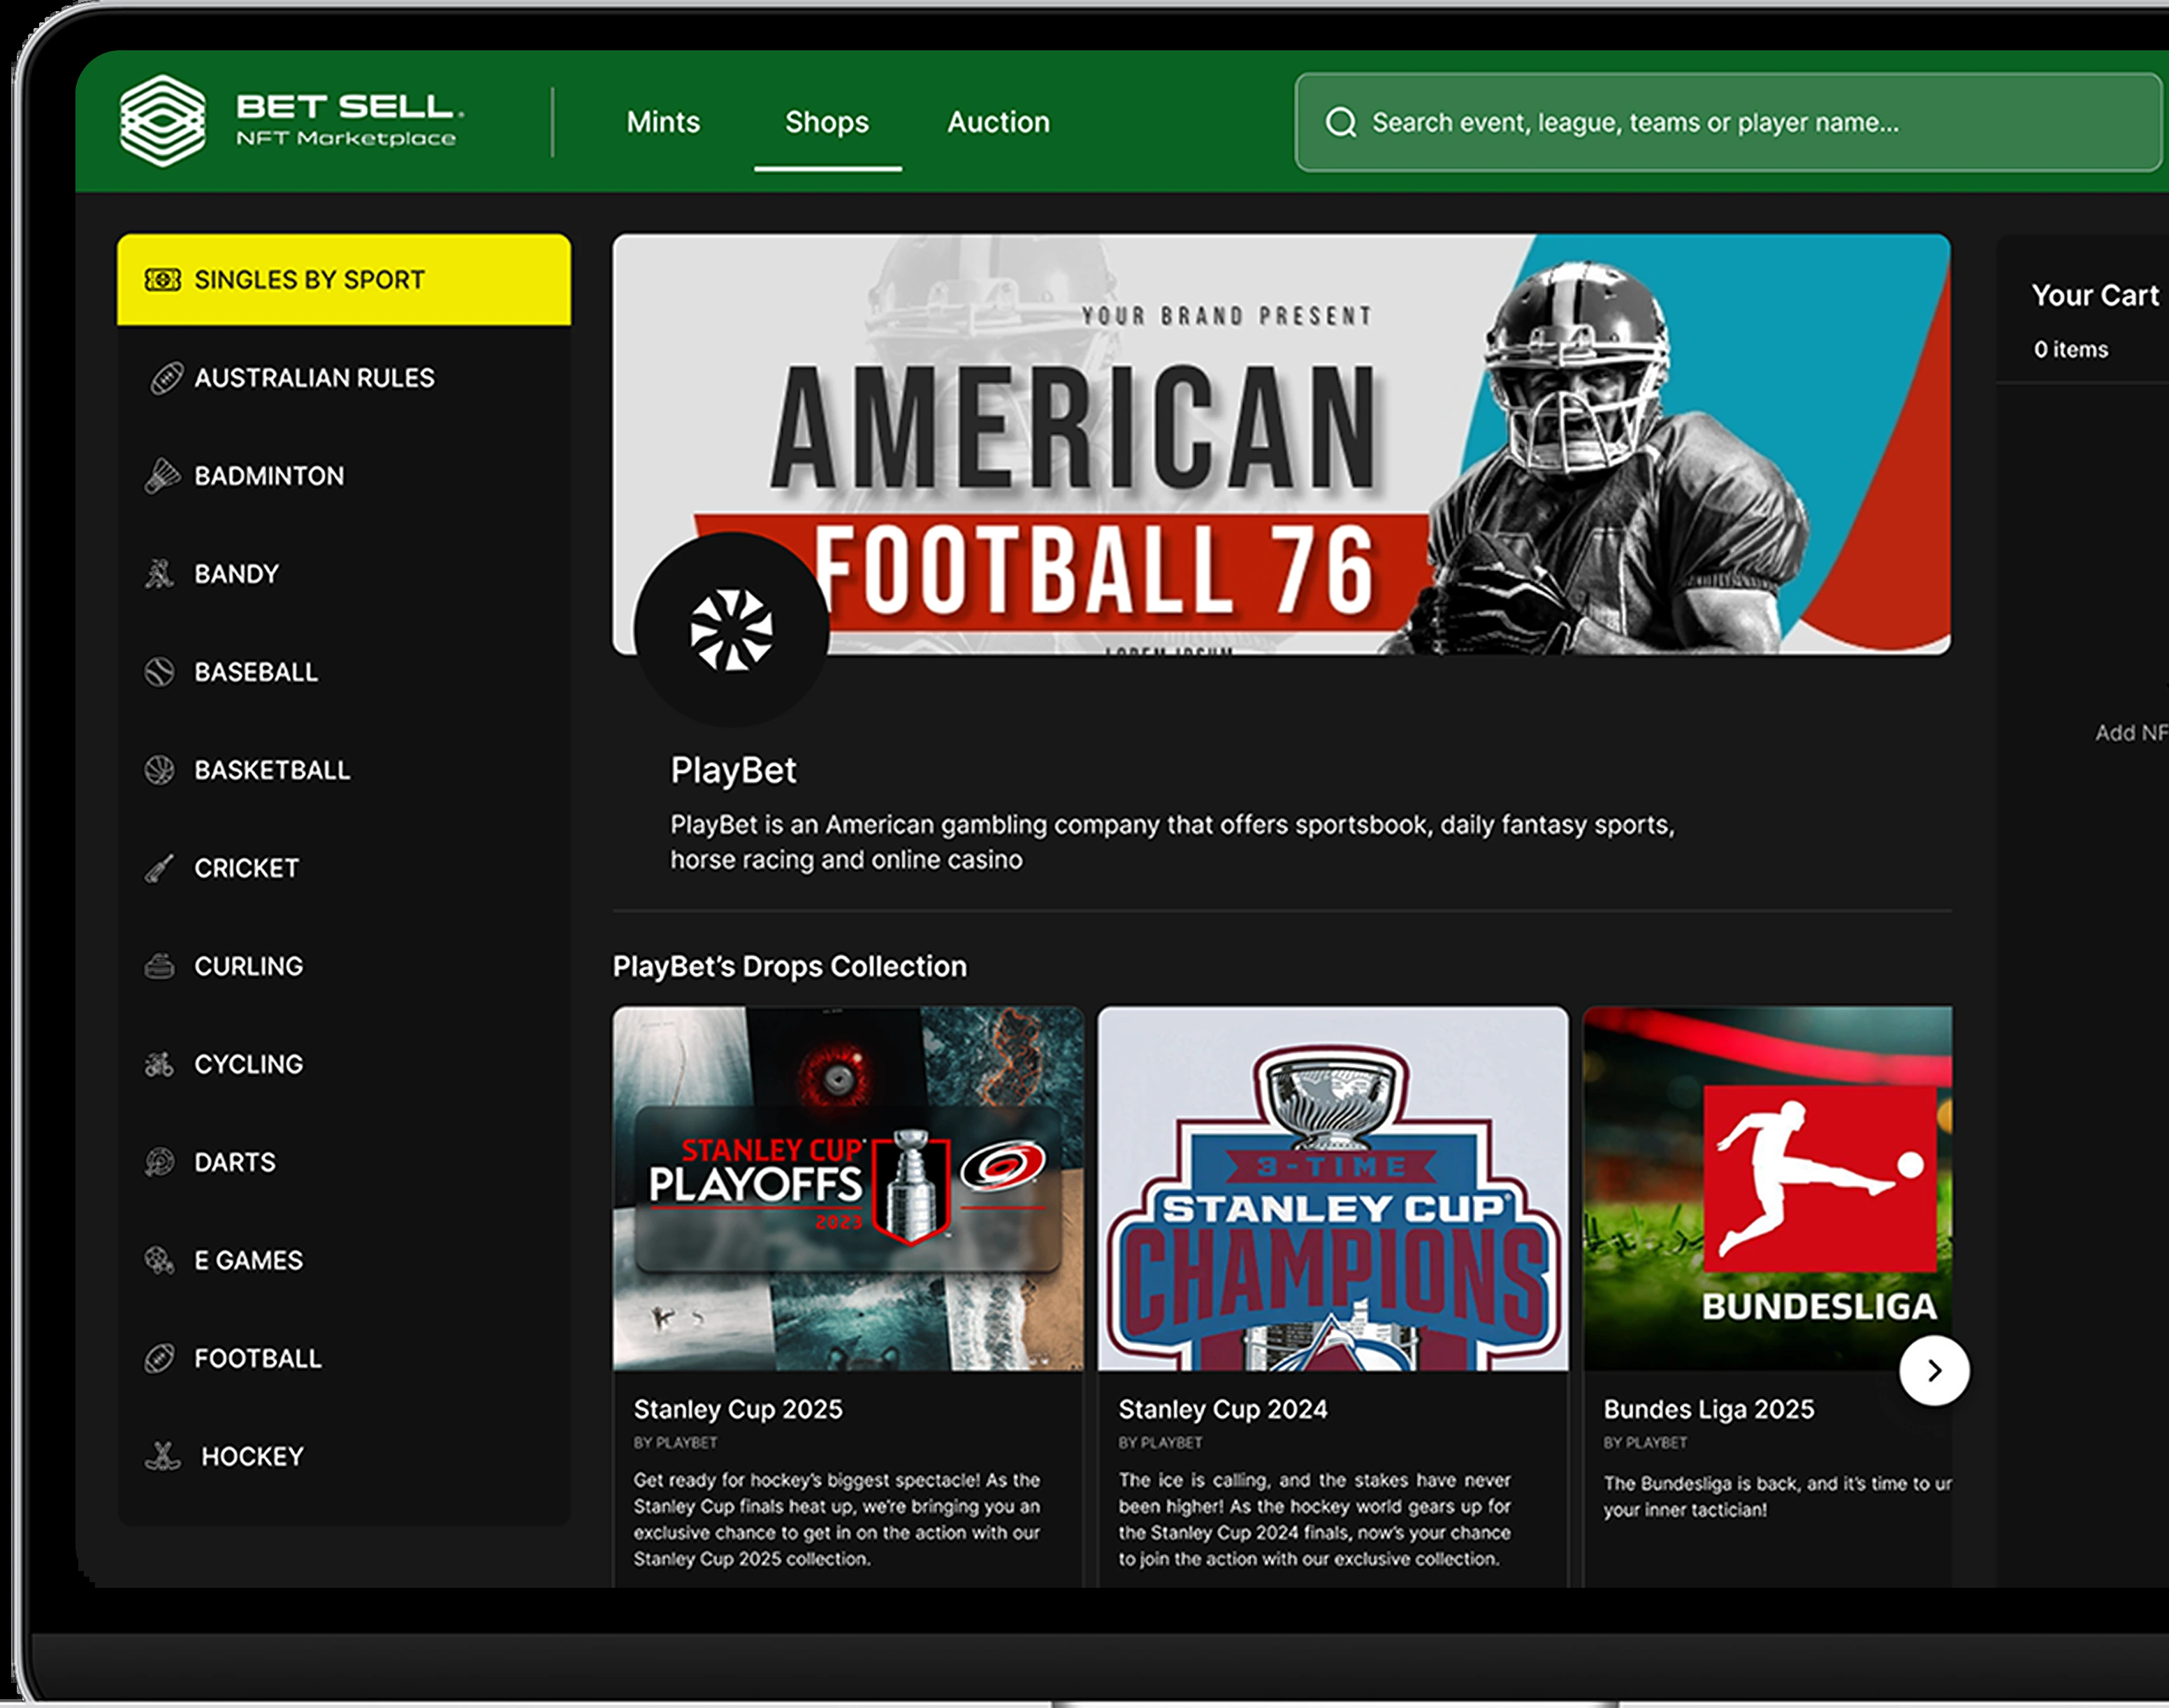 BET SELL
NFT Marketplace
Mints
Shops
Auction
Search event, league, teams or player name...
SINGLES BY SPORT
AUSTRALIAN RULES
BADMINTON
BANDY
BASEBALL
BASKETBALL
CRICKET
CURLING
CYCLING
DARTS
E GAMES
FOOTBALL
HOCKEY
YOUR BRAND PRESENT
AMERICAN
FOOTBALL 76
LOREM IPSUM
PlayBet
PlayBet is an American gambling company that offers sportsbook, daily fantasy sports,
horse racing and online casino
PlayBet's Drops Collection
STANLEY CUP
PLAYOFFS
2023
Stanley Cup 2025
BY PLAYBET
Get ready for hockey's biggest spectacle! As the
Stanley Cup finals heat up, we're bringing you an
exclusive chance to get in on the action with our
Stanley Cup 2025 collection.
3-TIME
STANLEY CUP
CHAMPIONS
Stanley Cup 2024
BY PLAYBET
The ice is calling, and the stakes have never
been higher! As the hockey world gears up for
the Stanley Cup 2024 finals, now's your chance
to join the action with our exclusive collection.
BUNDESLIGA
Bundes Liga 2025
BY PLAYBET
The Bundesliga is back, and it's time to
your inner tactician!
Your Cart
0 items
Add